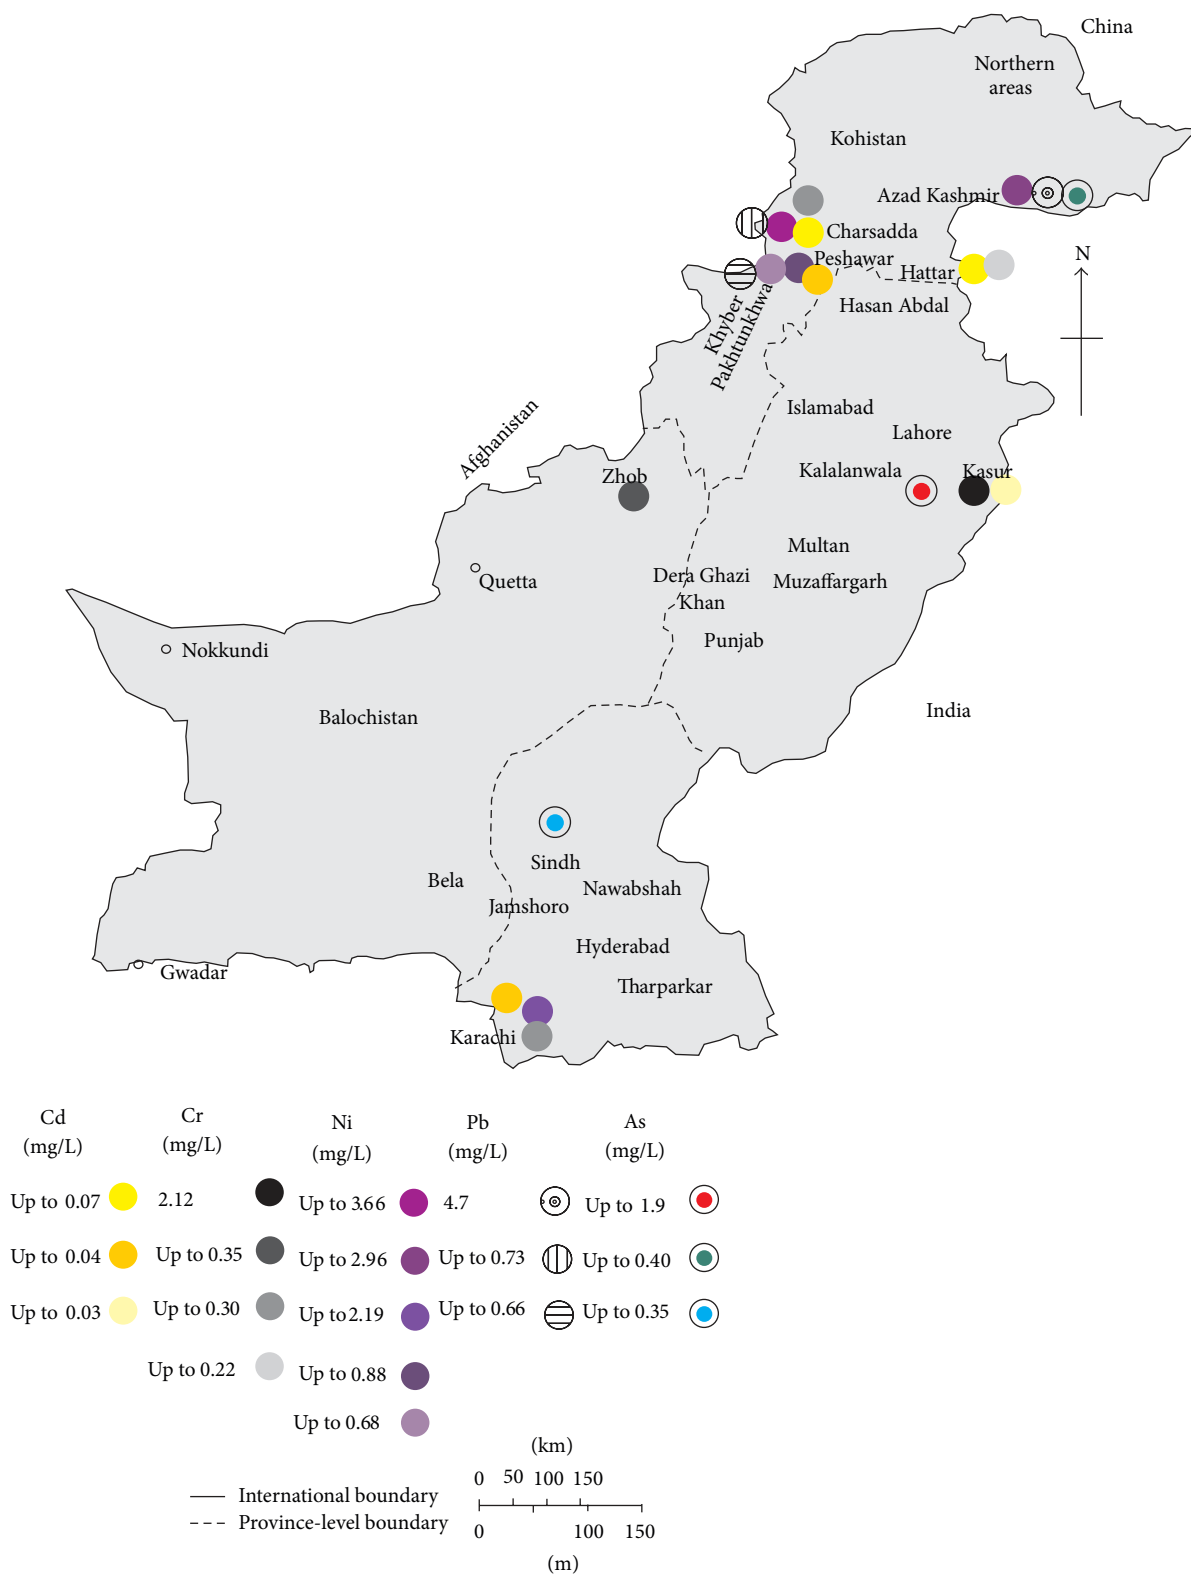 China
Northern
areas
Kohistan
Azad Kashmir
Charsadda
Peshawar
Hattar
N
Hasan Abdal
Khyber
Pakhtunkhwa
Islamabad
Afghanistan
Lahore
Zhob
Kalalanwala
Kasur
Multan
Quetta
Dera Ghazi
Khan
Muzaffargarh
Punjab
Nokkundi
Balochistan
India
Sindh
Bela
Nawabshah
Jamshoro
Hyderabad
Gwadar
Tharparkar
Karachi
Cd
(mg/L)
Up to 0.07
Up to 0.04
Up to 0.03
Cr
(mg/L)
2.12
Up to 0.35
Up to 0.30
Up to 0.22
Ni
(mg/L)
Up to 3.66
Up to 2.96
Up to 2.19
Up to 0.88
Up to 0.68
Pb
(mg/L)
4.7
Up to 0.73
Up to 0.66
As
(mg/L)
Up to 1.9
Up to 0.40
Up to 0.35
International boundary
Province-level boundary
(km)
0 50 100 150
0 100 150
(m)